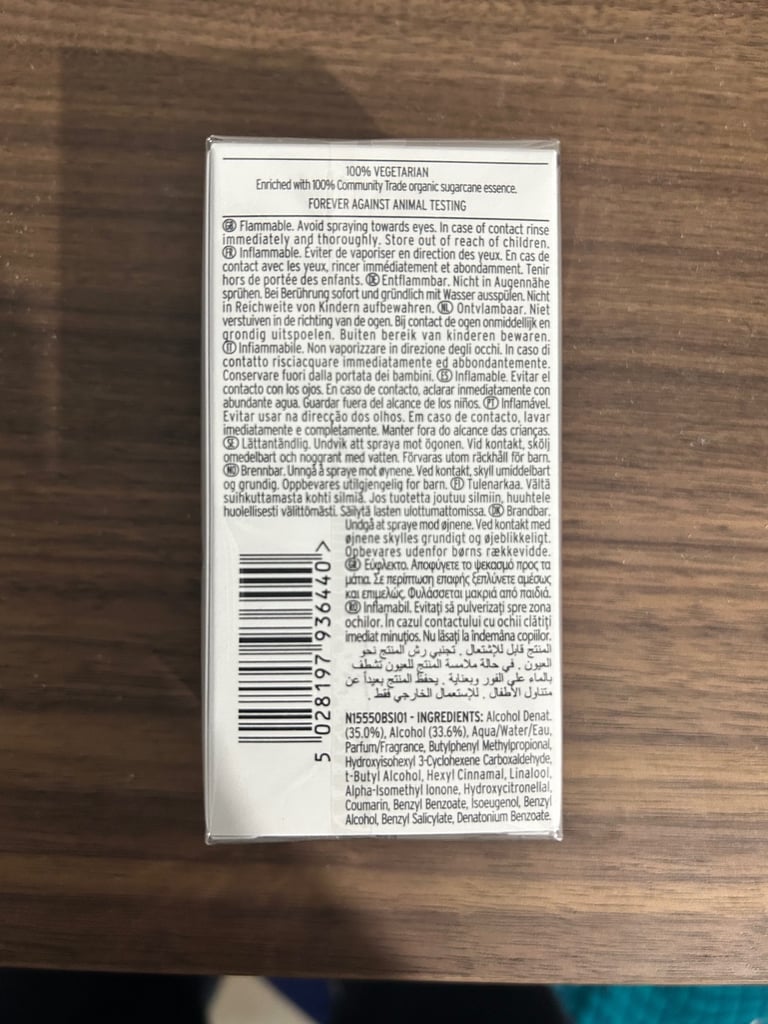 100% VEGETARIAN
Enriched with 100% Community Trade organic sugarcane essence.
FOREVER AGAINST ANIMAL TESTING
GB Flammable. Avoid spraying towards eyes. In case of contact rinse
immediately and thoroughly. Store out of reach of children.
FR Inflammable. Éviter de vaporiser en direction des yeux. En cas de
contact avec les yeux, rincer immédiatement et abondamment. Tenir
hors de portée des enfants. DE Entflammbar. Nicht in Augennähe
sprühen. Bei Berührung sofort und gründlich mit Wasser ausspülen. Nicht
in Reichweite von Kindern aufbewahren. NL Ontvlambaar. Niet
verstuiven in de richting van de ogen. Bij contact de ogen onmiddellijk en
grondig uitspoelen. Buiten bereik van kinderen bewaren.
IT Infiammabile. Non vaporizzare in direzione degli occhi. In caso di
contatto risciacquare immediatamente ed abbondantemente.
Conservare fuori dalla portata dei bambini. ES Inflamable. Evitar el
contacto con los ojos. En caso de contacto, aclarar inmediatamente con
abundante agua. Guardar fuera del alcance de los niños. PT Inflamável.
Evitar usar na direcção dos olhos. Em caso de contacto, lavar
imediatamente e completamente. Manter fora do alcance das crianças.
SE Lättantändlig. Undvik att spraya mot ögonen. Vid kontakt, skölj
omedelbart och noggrant med vatten. Förvaras utom räckhåll för barn.
NO Brennbar. Unngå å spraye mot øynene. Ved kontakt, skyll umiddelbart
og grundig. Oppbevares utilgjengelig for barn. FI Tulenarkaa. Vältä
suihkuttamasta kohti silmiä. Jos tuotetta joutuu silmiin, huuhtele
huolellisesti välittömästi. Säilytä lasten ulottumattomissa. DK Brandbar.
Undgå at spraye mod øjnene. Ved kontakt med
øjnene skylles grundigt og øjeblikkeligt.
Opbevares udenfor børns rækkevidde.
GR Εύφλεκτο. Αποφύγετε το ψεκασμό προς τα
μάτια. Σε περίπτωση επαφής ξεπλύνετε αμέσως
και επιμελώς. Φυλάσσεται μακριά από παιδιά.
RO Inflamabil. Evitaţi să pulverizaţi spre zona
ochilor. În cazul contactului cu ochii clătiţi
imediat minuţios. Nu lăsaţi la îndemâna copiilor.
المنتج قابل للإشتعال . تجنبي رش المنتج نحو
العيون . في حالة ملامسة المنتج للعيون تشطف
بالماء على الفور وبعناية . يحفظ المنتج بعيداً عن
متناول الأطفال . للإستعمال الخارجي فقط .
N15550BSI01 - INGREDIENTS: Alcohol Denat.
(35.0%), Alcohol (33.6%), Aqua/Water/Eau,
Parfum/Fragrance, Butylphenyl Methylpropional,
Hydroxyisohexyl 3-Cyclohexene Carboxaldehyde,
t-Butyl Alcohol, Hexyl Cinnamal, Linalool,
Alpha-Isomethyl Ionone, Hydroxycitronellal,
Coumarin, Benzyl Benzoate, Isoeugenol, Benzyl
Alcohol, Benzyl Salicylate, Denatonium Benzoate.
5 028197 936440 >